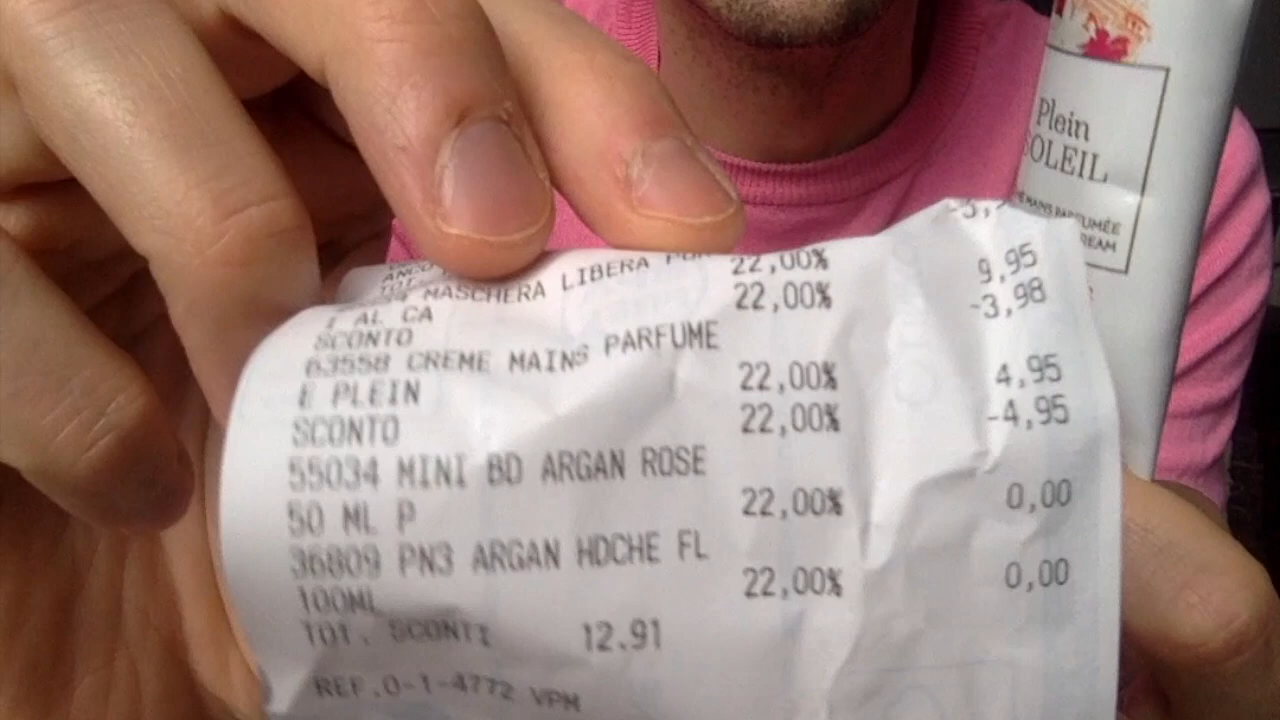 Plein
SOLEIL
-3,
MASCHERA LIBERA 22,00% 9,95
AL CA 22,00% -3,98
SCONTO
63558 CREME MAINS PARFUME
E PLEIN 22,00% 4,95
SCONTO 22,00% -4,95
55034 MINI BD ARGAN ROSE
50 ML P 22,00% 0,00
36809 PN3 ARGAN HDCHE FL
100ML 22,00% 0,00
TOT. SCONTI 12.91
REF.0-1-4772 VPM